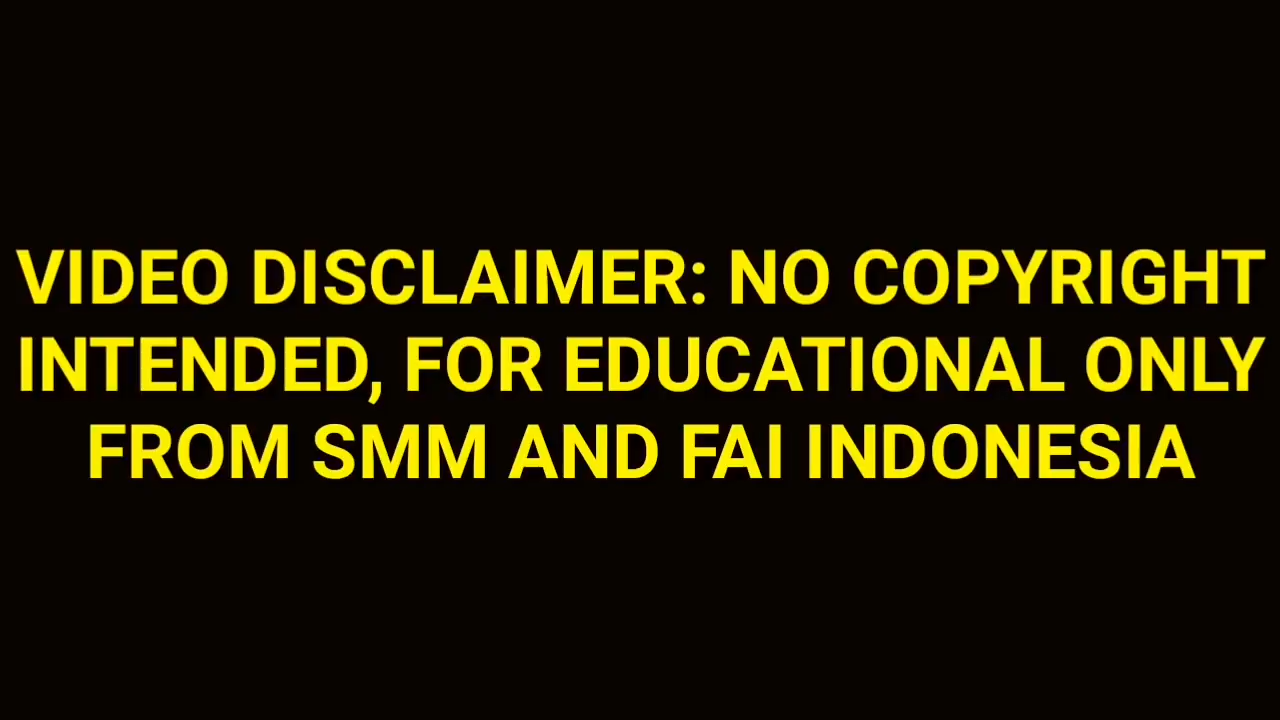 VIDEO DISCLAIMER: NO COPYRIGHT
INTENDED, FOR EDUCATIONAL ONLY
FROM SMM AND FAI INDONESIA